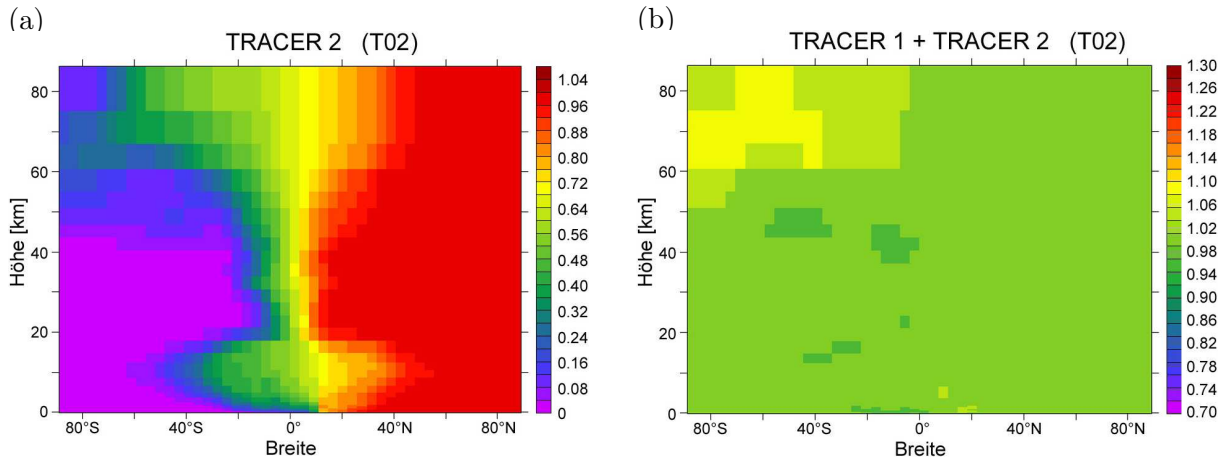 (a)
TRACER 2 (T02)
80
60
40
20
0
Höhe [km]
80°S
40°S
0°N
40°N
80°N
Breite
1.04
0.96
0.88
0.80
0.72
0.64
0.56
0.48
0.40
0.32
0.24
0.16
0.08
0
(b)
TRACER 1 + TRACER 2 (T02)
80
60
40
20
0
Höhe [km]
80°S
40°S
0°N
40°N
80°N
Breite
1.30
1.26
1.22
1.18
1.14
1.10
1.06
1.02
0.98
0.94
0.90
0.86
0.82
0.78
0.74
0.70